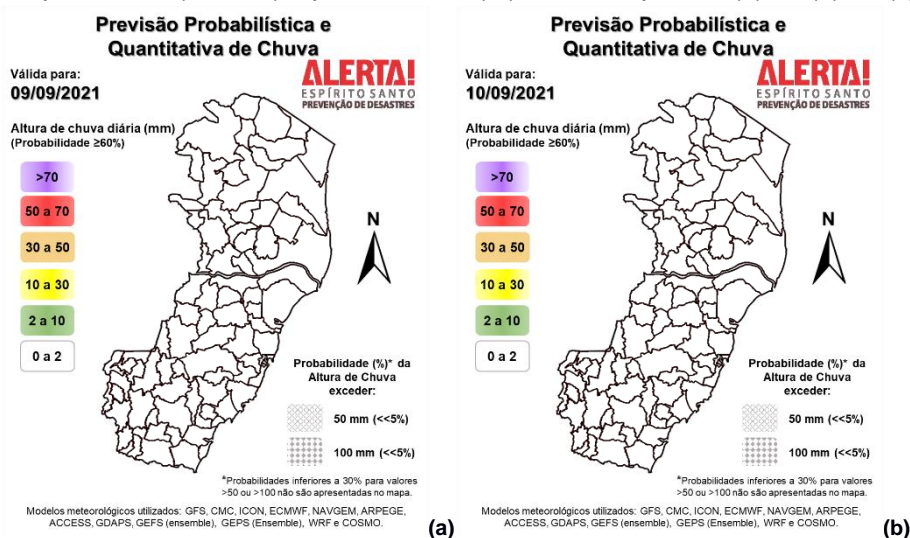 Previsão Probabilística e
Quantitativa de Chuva
Válida para:
09/09/2021
ALERTA!
ESPÍRITO SANTO
PREVENÇÃO DE DESASTRES
Altura de chuva diária (mm)
(Probabilidade ≥60%)
>70
50 a 70
30 a 50
10 a 30
2 a 10
0 a 2
N
Probabilidade (%)* da
Altura de Chuva
exceder:
50 mm (<<5%)
100 mm (<<5%)
*Probabilidades inferiores a 30% para valores
>50 ou >100 não são apresentadas no mapa.
Modelos meteorológicos utilizados: GFS, CMC, ICON, ECMWF, NAVGEM, ARPEGE,
ACCESS, GDAPS, GEFS (ensemble), GEPS (Ensemble), WRF e COSMO.
(a)
Previsão Probabilística e
Quantitativa de Chuva
Válida para:
10/09/2021
ALERTA!
ESPÍRITO SANTO
PREVENÇÃO DE DESASTRES
Altura de chuva diária (mm)
(Probabilidade ≥60%)
>70
50 a 70
30 a 50
10 a 30
2 a 10
0 a 2
N
Probabilidade (%)* da
Altura de Chuva
exceder:
50 mm (<<5%)
100 mm (<<5%)
*Probabilidades inferiores a 30% para valores
>50 ou >100 não são apresentadas no mapa.
Modelos meteorológicos utilizados: GFS, CMC, ICON, ECMWF, NAVGEM, ARPEGE,
ACCESS, GDAPS, GEFS (ensemble), GEPS (Ensemble), WRF e COSMO.
(b)